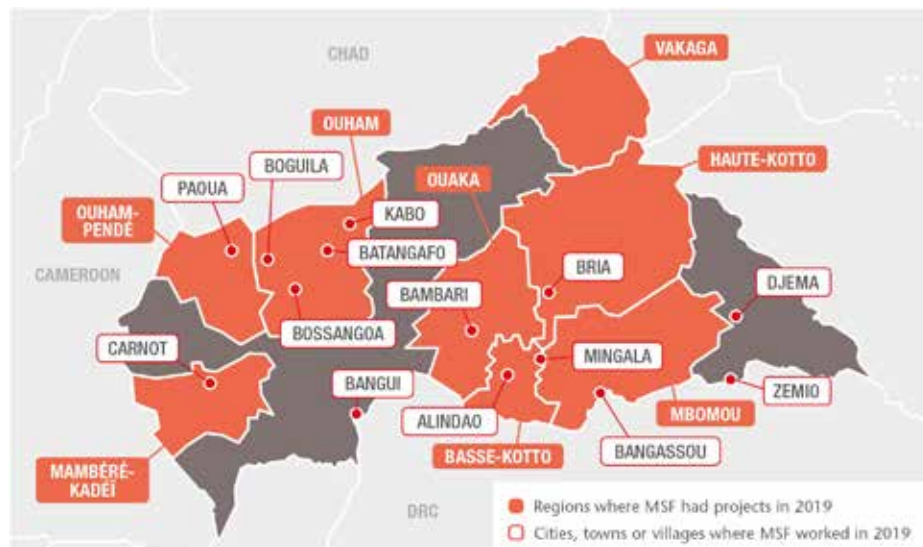 CHAD
VAKAGA
OUHAM
BOGUILA
HAUTE-KOTTO
OUAKA
PAOUA
KABO
OUHAM-
PENDÉ
BATANGAFO
CAMEROON
BRIA
DJEMA
BAMBARI
BOSSANGOA
CARNOT
MINGALA
BANGUI
ZEMIO
ALINDAO
MBOMOU
BANGASSOU
BASSE-KOTTO
MAMBÉRÉ-
KADÉÏ
DRC
Regions where MSF had projects in 2019
Cities, towns or villages where MSF worked in 2019